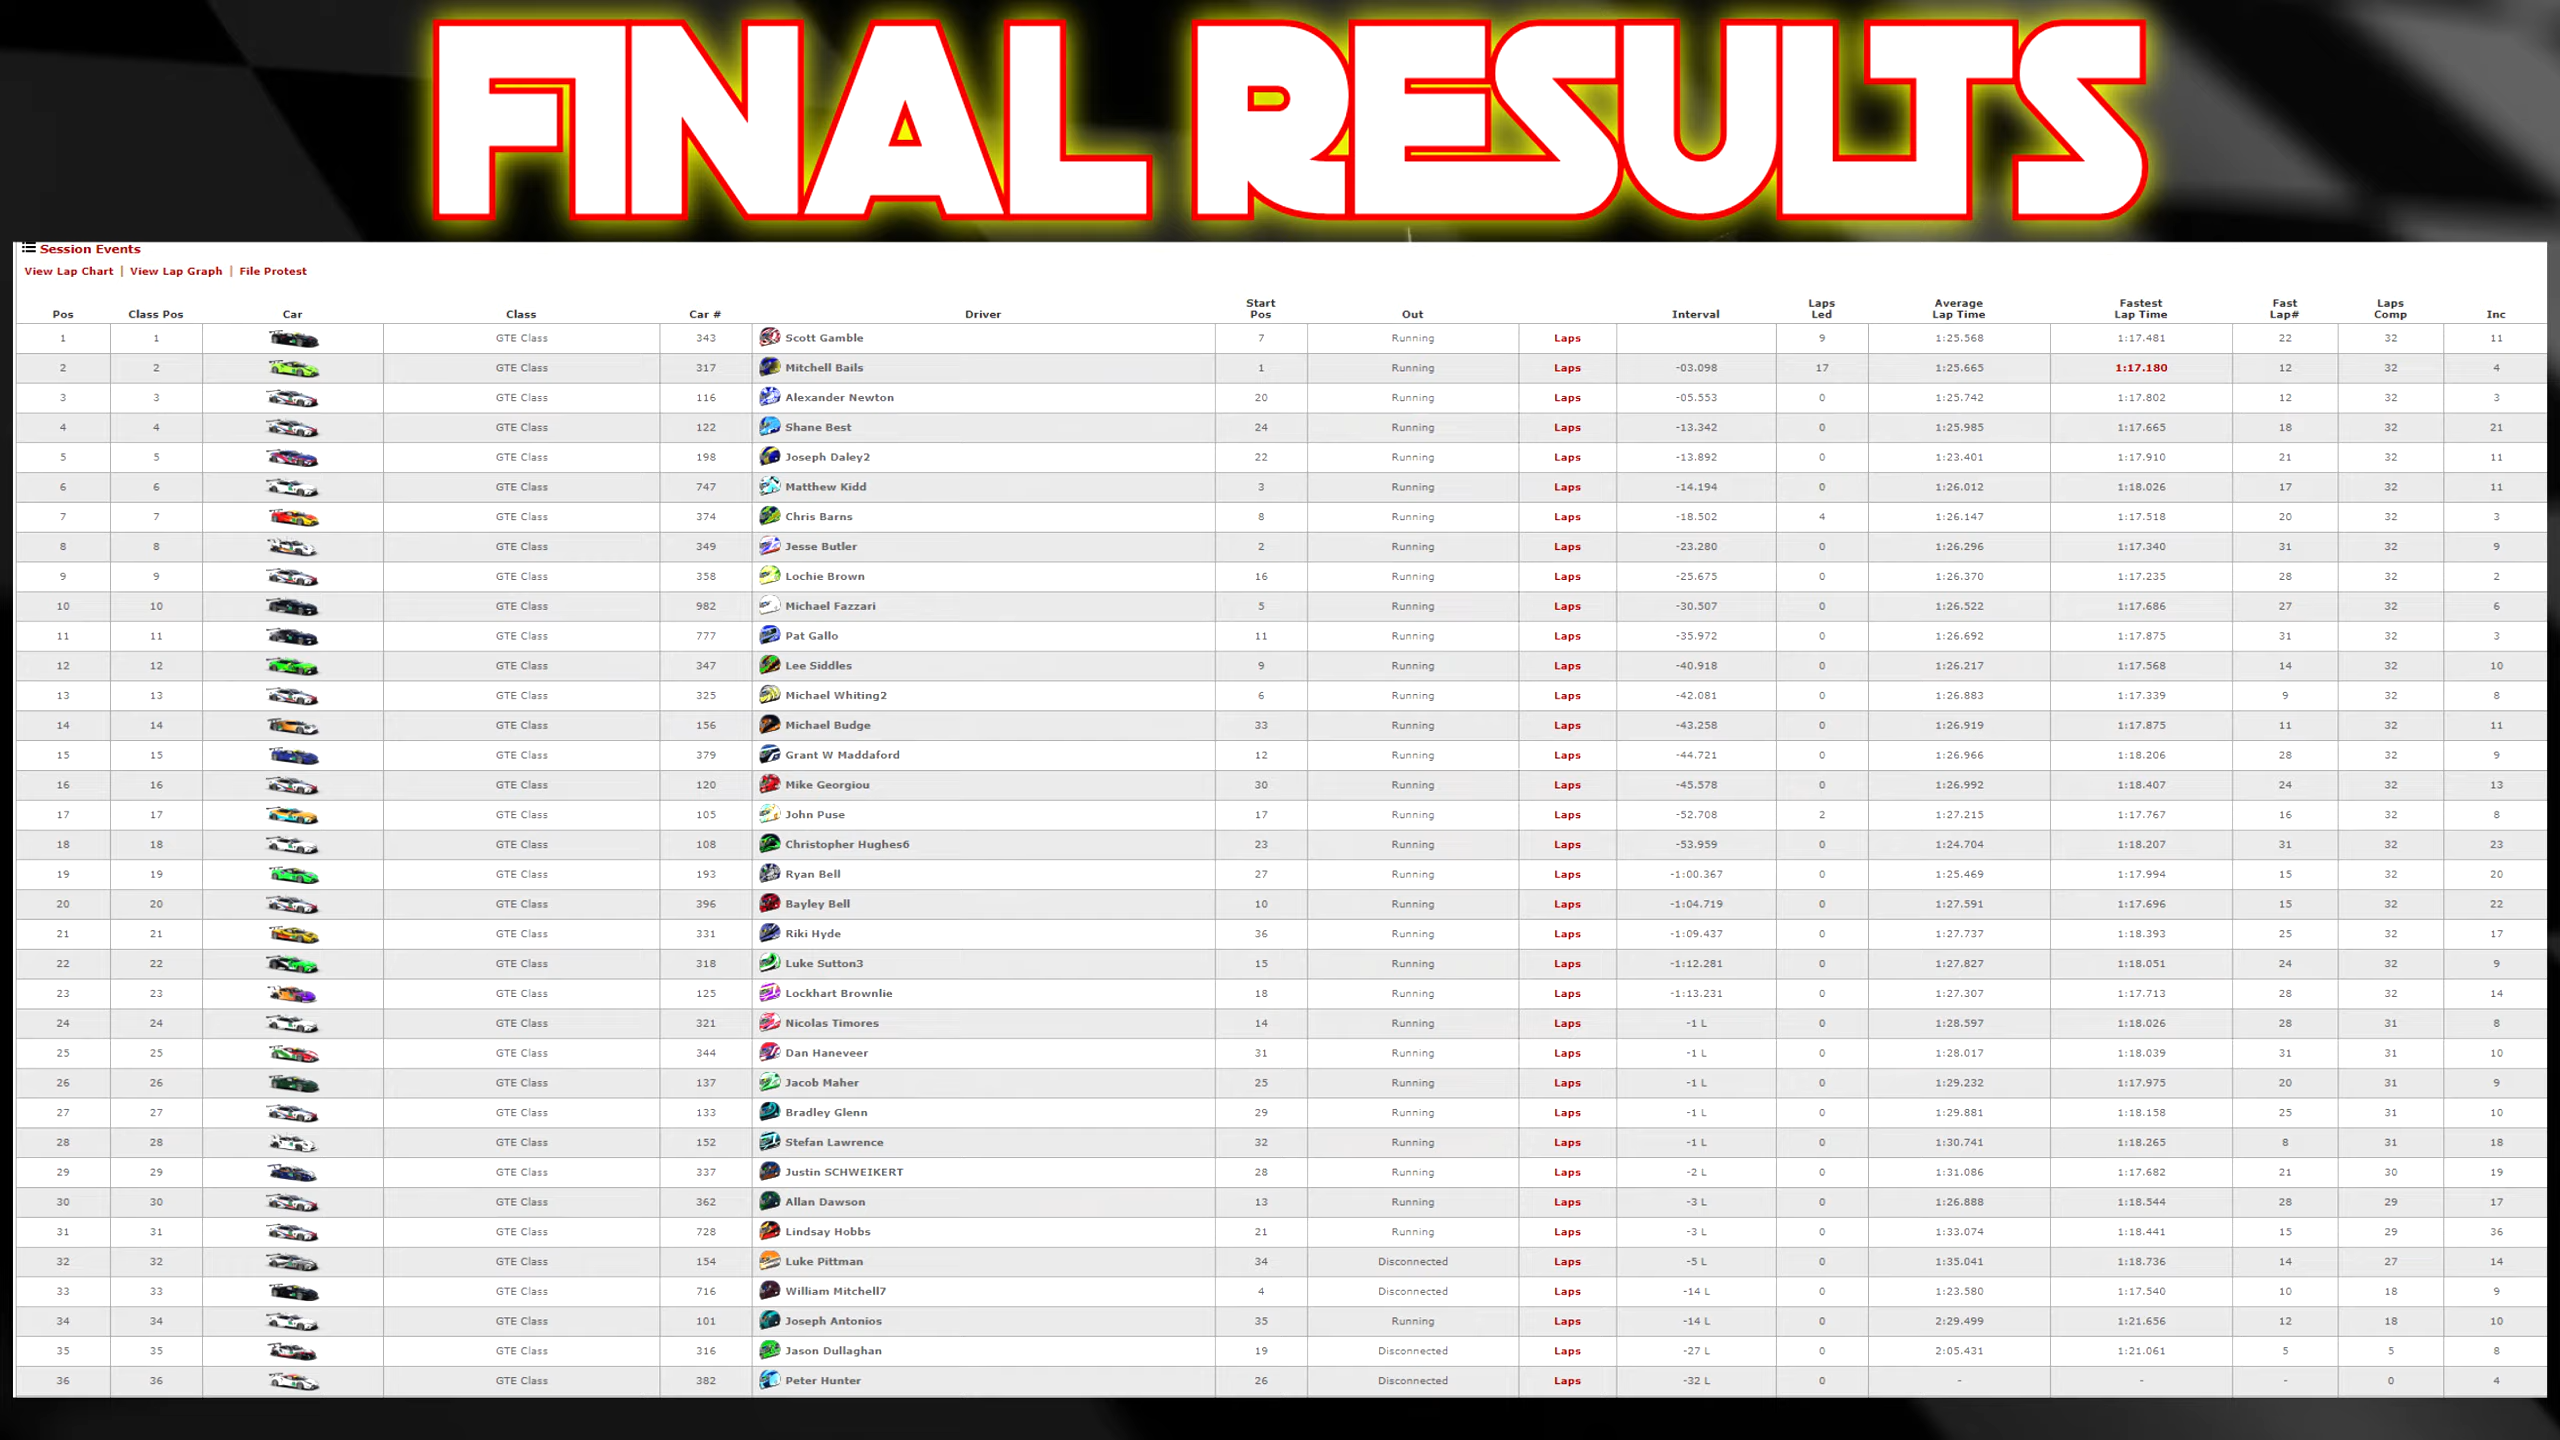 FINAL RESULTS
Session Events
View Lap Chart | View Lap Graph | File Protest
Pos Class Pos Car Class Car # Driver Start Pos Out Interval Laps Led Average Lap Time Fastest Lap Time Fast Lap# Laps Comp Inc
1 1 GTE Class 343 Scott Gamble 7 Running Laps 9 1:25.568 1:17.481 22 32 11
2 2 GTE Class 317 Mitchell Bails 1 Running Laps -03.098 17 1:25.665 1:17.180 12 32 4
3 3 GTE Class 116 Alexander Newton 20 Running Laps -05.553 0 1:25.742 1:17.802 12 32 3
4 4 GTE Class 122 Shane Best 24 Running Laps -13.342 0 1:25.985 1:17.665 18 32 21
5 5 GTE Class 198 Joseph Daley2 22 Running Laps -13.892 0 1:23.401 1:17.910 21 32 11
6 6 GTE Class 747 Matthew Kidd 3 Running Laps -14.194 0 1:26.012 1:18.026 17 32 11
7 7 GTE Class 374 Chris Barns 8 Running Laps -18.502 4 1:26.147 1:17.518 20 32 3
8 8 GTE Class 349 Jesse Butler 2 Running Laps -23.280 0 1:26.296 1:17.340 31 32 9
9 9 GTE Class 358 Lochie Brown 16 Running Laps -25.675 0 1:26.370 1:17.235 28 32 2
10 10 GTE Class 982 Michael Fazzari 5 Running Laps -30.507 0 1:26.522 1:17.686 27 32 6
11 11 GTE Class 777 Pat Gallo 11 Running Laps -35.972 0 1:26.692 1:17.875 31 32 3
12 12 GTE Class 347 Lee Siddles 9 Running Laps -40.918 0 1:26.217 1:17.568 14 32 10
13 13 GTE Class 325 Michael Whiting2 6 Running Laps -42.081 0 1:26.883 1:17.339 9 32 8
14 14 GTE Class 156 Michael Budge 33 Running Laps -43.258 0 1:26.919 1:17.875 11 32 11
15 15 GTE Class 379 Grant W Maddaford 12 Running Laps -44.721 0 1:26.966 1:18.206 28 32 9
16 16 GTE Class 120 Mike Georgiou 30 Running Laps -45.578 0 1:26.992 1:18.407 24 32 13
17 17 GTE Class 105 John Puse 17 Running Laps -52.708 2 1:27.215 1:17.767 16 32 8
18 18 GTE Class 108 Christopher Hughes6 23 Running Laps -53.959 0 1:24.704 1:18.207 31 32 23
19 19 GTE Class 193 Ryan Bell 27 Running Laps -1:00.367 0 1:25.469 1:17.994 15 32 20
20 20 GTE Class 396 Bayley Bell 10 Running Laps -1:04.719 0 1:27.591 1:17.696 15 32 22
21 21 GTE Class 331 Riki Hyde 36 Running Laps -1:09.437 0 1:27.737 1:18.393 25 32 17
22 22 GTE Class 318 Luke Sutton3 15 Running Laps -1:12.281 0 1:27.827 1:18.051 24 32 9
23 23 GTE Class 125 Lockhart Brownlie 18 Running Laps -1:13.231 0 1:27.307 1:17.713 28 32 14
24 24 GTE Class 321 Nicolas Timores 14 Running Laps -1 L 0 1:28.597 1:18.026 28 31 8
25 25 GTE Class 344 Dan Haneveer 31 Running Laps -1 L 0 1:28.017 1:18.039 31 31 10
26 26 GTE Class 137 Jacob Maher 25 Running Laps -1 L 0 1:29.232 1:17.975 20 31 9
27 27 GTE Class 133 Bradley Glenn 29 Running Laps -1 L 0 1:29.881 1:18.158 25 31 10
28 28 GTE Class 152 Stefan Lawrence 32 Running Laps -1 L 0 1:30.741 1:18.265 8 31 18
29 29 GTE Class 337 Justin SCHWEIKERT 28 Running Laps -2 L 0 1:31.086 1:17.682 21 30 19
30 30 GTE Class 362 Allan Dawson 13 Running Laps -3 L 0 1:26.888 1:18.544 28 29 17
31 31 GTE Class 728 Lindsay Hobbs 21 Running Laps -3 L 0 1:33.074 1:18.441 15 29 36
32 32 GTE Class 154 Luke Pittman 34 Disconnected Laps -5 L 0 1:35.041 1:18.736 14 27 14
33 33 GTE Class 716 William Mitchell7 4 Disconnected Laps -14 L 0 1:23.580 1:17.540 10 18 9
34 34 GTE Class 101 Joseph Antonios 35 Running Laps -14 L 0 2:29.499 1:21.656 12 18 10
35 35 GTE Class 316 Jason Dullaghan 19 Disconnected Laps -27 L 0 2:05.431 1:21.061 5 5 8
36 36 GTE Class 382 Peter Hunter 26 Disconnected Laps -32 L 0 - - - 0 4